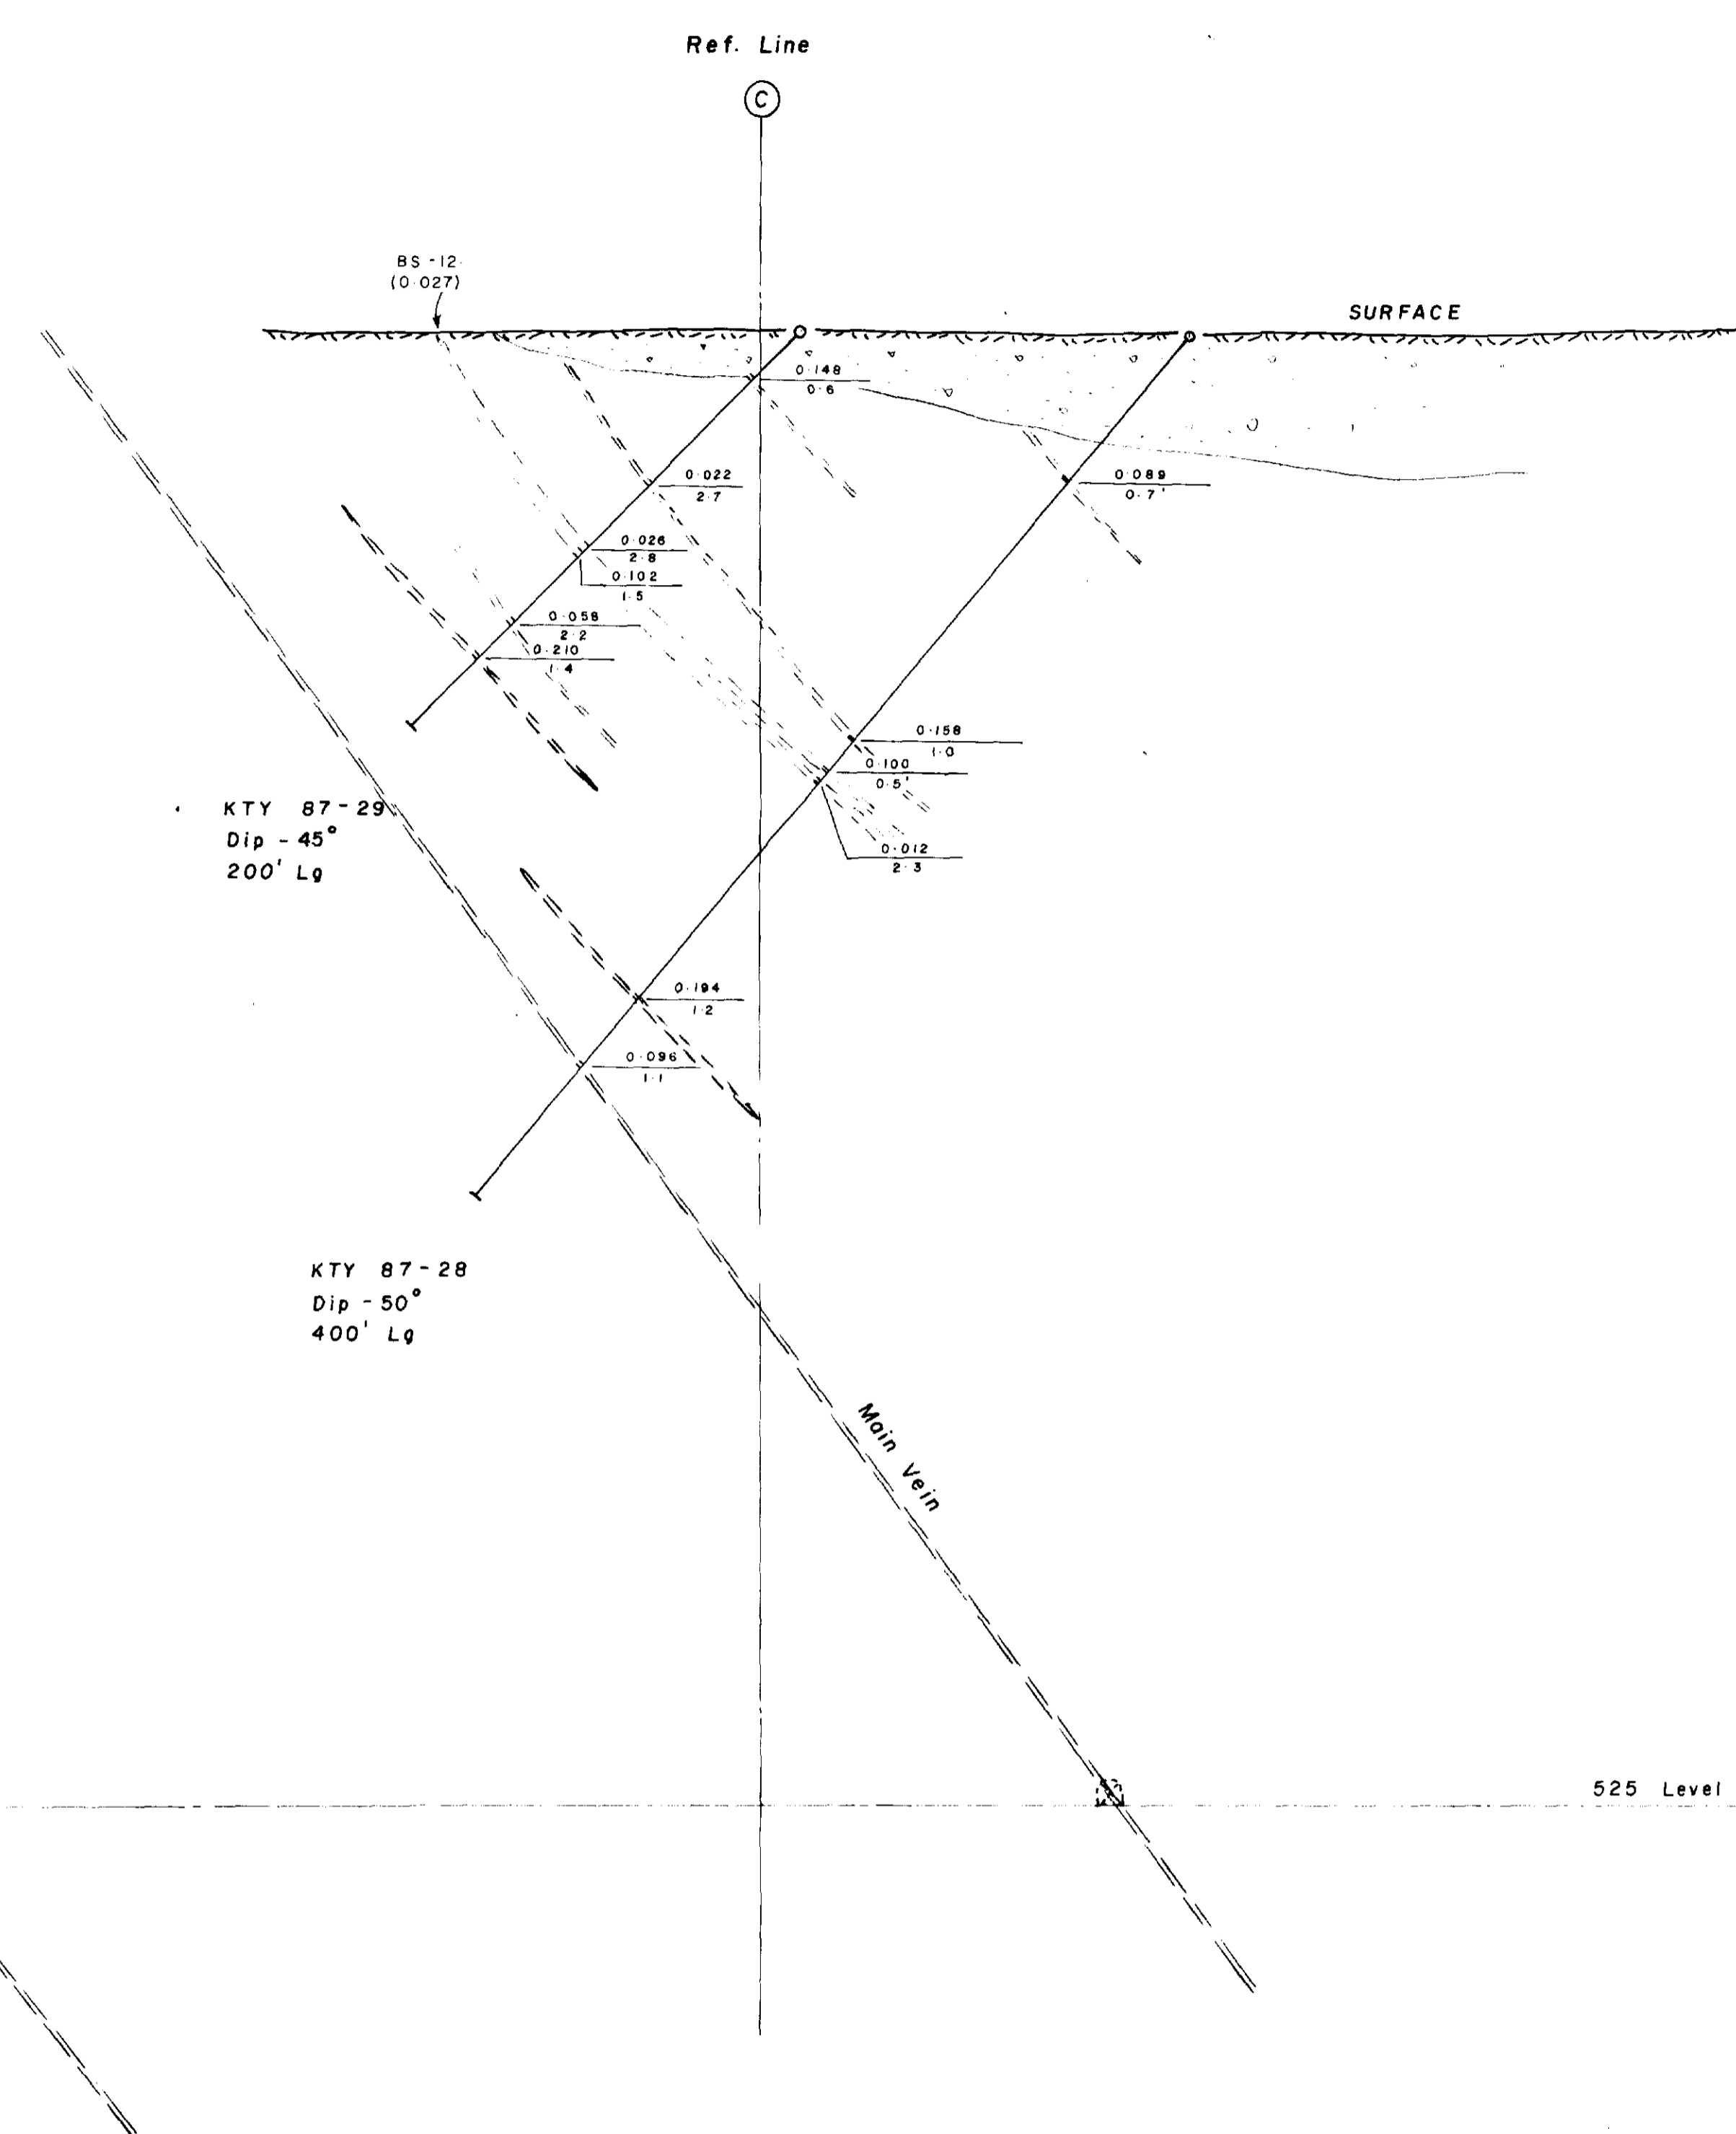 Ref. Line
C
BS-12
(0.027)
SURFACE
0.148
0.6
0.022
2.7
0.089
0.7'
0.026
2.8
0.102
1.5
0.058
2.2
0.210
1.4
0.158
1.0
0.100
0.5'
KTY 87-29
Dip -45°
200' Lg
0.012
2.3
0.194
1.2
0.096
1.1
KTY 87-28
Dip -50°
400' Lg
Main Vein
525 Level